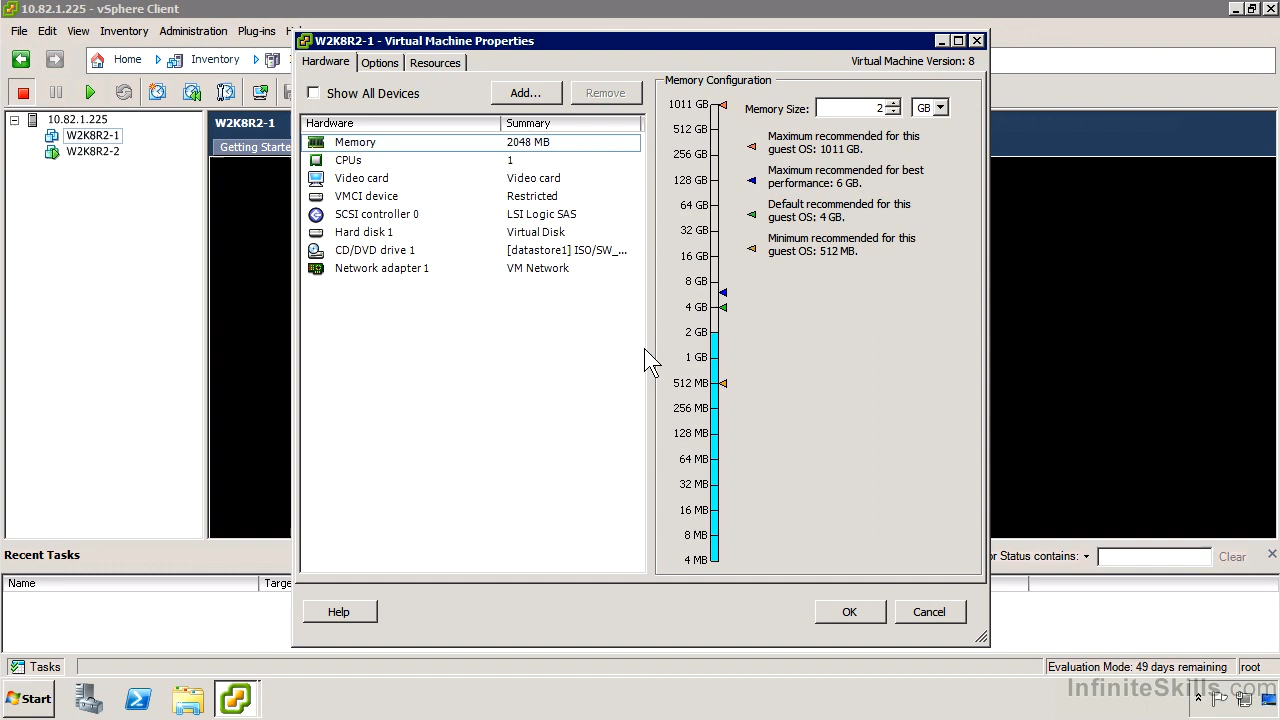 10.82.1.225 - vSphere Client
File Edit View Inventory Administration Plug-ins
W2K8R2-1 - Virtual Machine Properties
Hardware Options Resources
Virtual Machine Version: 8
Home Inventory
Show All Devices Add... Remove
10.82.1.225
W2K8R2-1
W2K8R2-2
W2K8R2-1
Getting Starte
Hardware Summary
Memory 2048 MB
CPUs 1
Video card Video card
VMCI device Restricted
SCSI controller 0 LSI Logic SAS
Hard disk 1 Virtual Disk
CD/DVD drive 1 [datastore1] ISO/SW_...
Network adapter 1 VM Network
Memory Configuration
Memory Size: 2 GB
1011 GB
512 GB
256 GB
128 GB
64 GB
32 GB
16 GB
8 GB
4 GB
2 GB
1 GB
512 MB
256 MB
128 MB
64 MB
32 MB
16 MB
8 MB
4 MB
Maximum recommended for this
guest OS: 1011 GB.
Maximum recommended for best
performance: 6 GB.
Default recommended for this
guest OS: 4 GB.
Minimum recommended for this
guest OS: 512 MB.
Help OK Cancel
Recent Tasks
or Status contains: Clear
Name Targe
Tasks
Evaluation Mode: 49 days remaining root
Start
InfiniteSkills.com